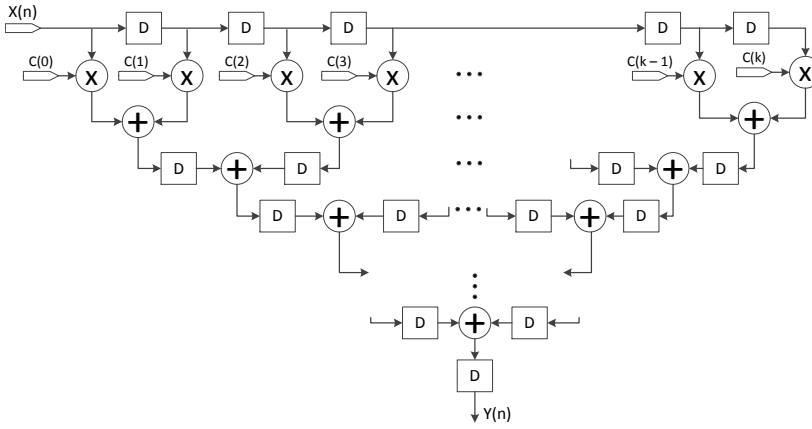 X(n)
D D D D D
C(0) C(1) C(2) C(3) C(k – 1) C(k)
X X X X ... X X
+ + ... +
D + D ... D + D
D + D ... D + D
...
D + D
D
Y(n)